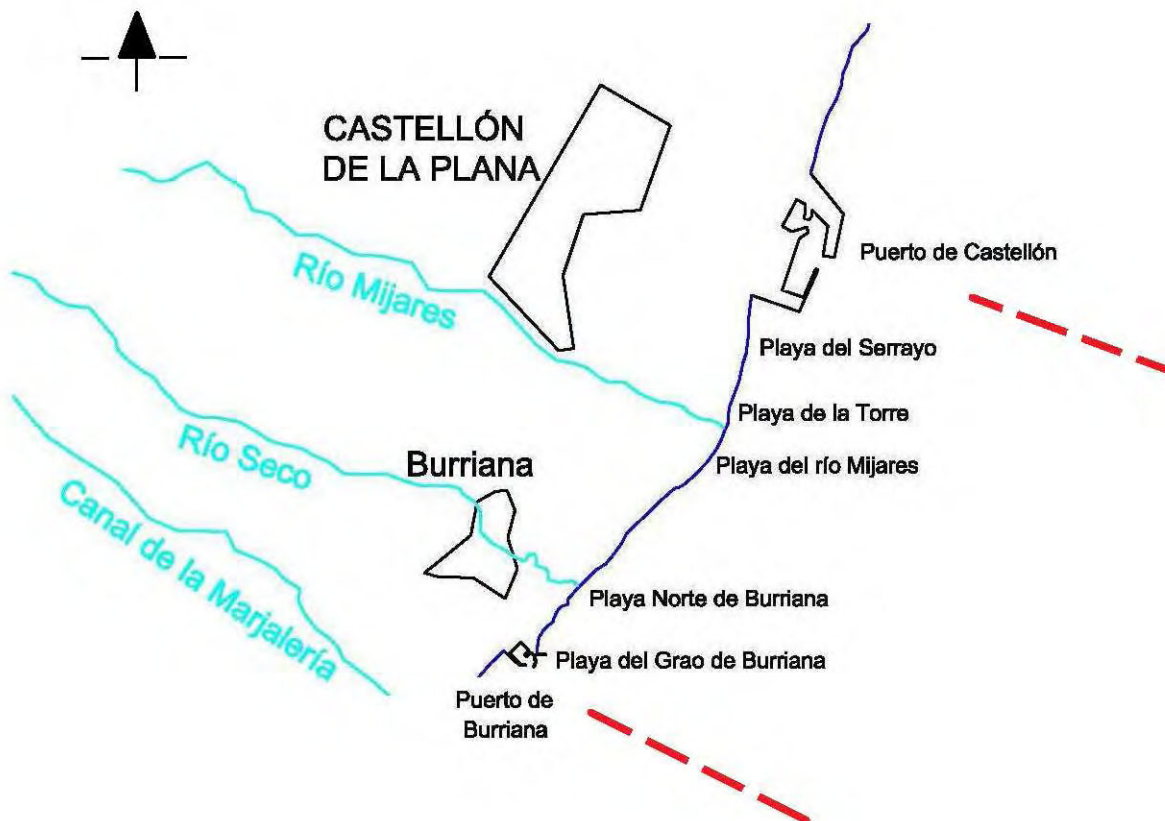 CASTELLÓN
DE LA PLANA
Río Mijares
Puerto de Castellón
Playa del Serrayo
Playa de la Torre
Playa del río Mijares
Río Seco
Burriana
Canal de la Marjalería
Playa Norte de Burriana
Playa del Grao de Burriana
Puerto de
Burriana